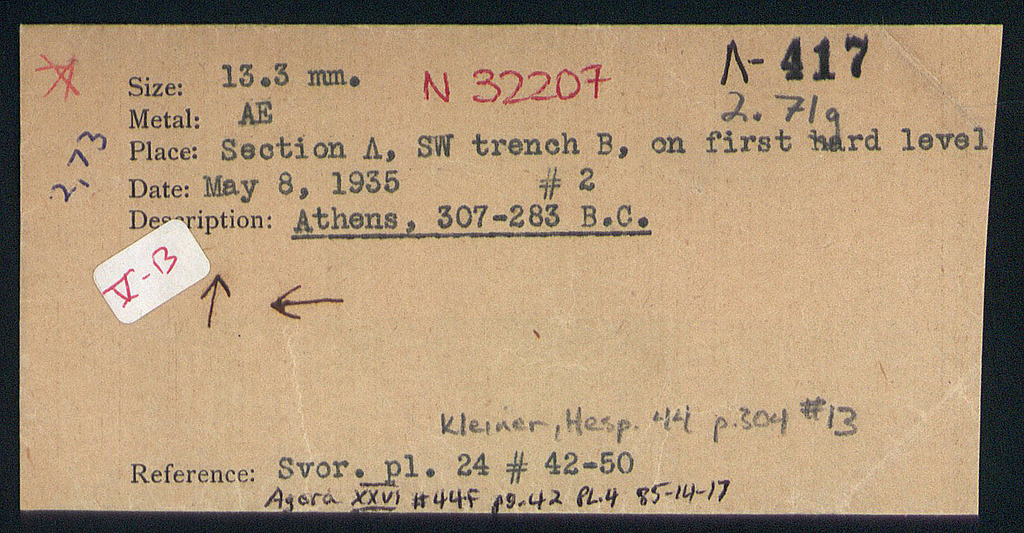 Λ-417
Size: 13.3 mm. N 32207
2.71g
Metal: AE
Place: Section Λ, SW trench B, on first hard level
2,73
Date: May 8, 1935 # 2
Description: Athens, 307-283 B.C.
V-B
Kleiner, Hesp. 44 p.304 #13
Reference: Svor. pl. 24 # 42-50
Agora XXVI #44f pg.42 PL.4 85-14-17